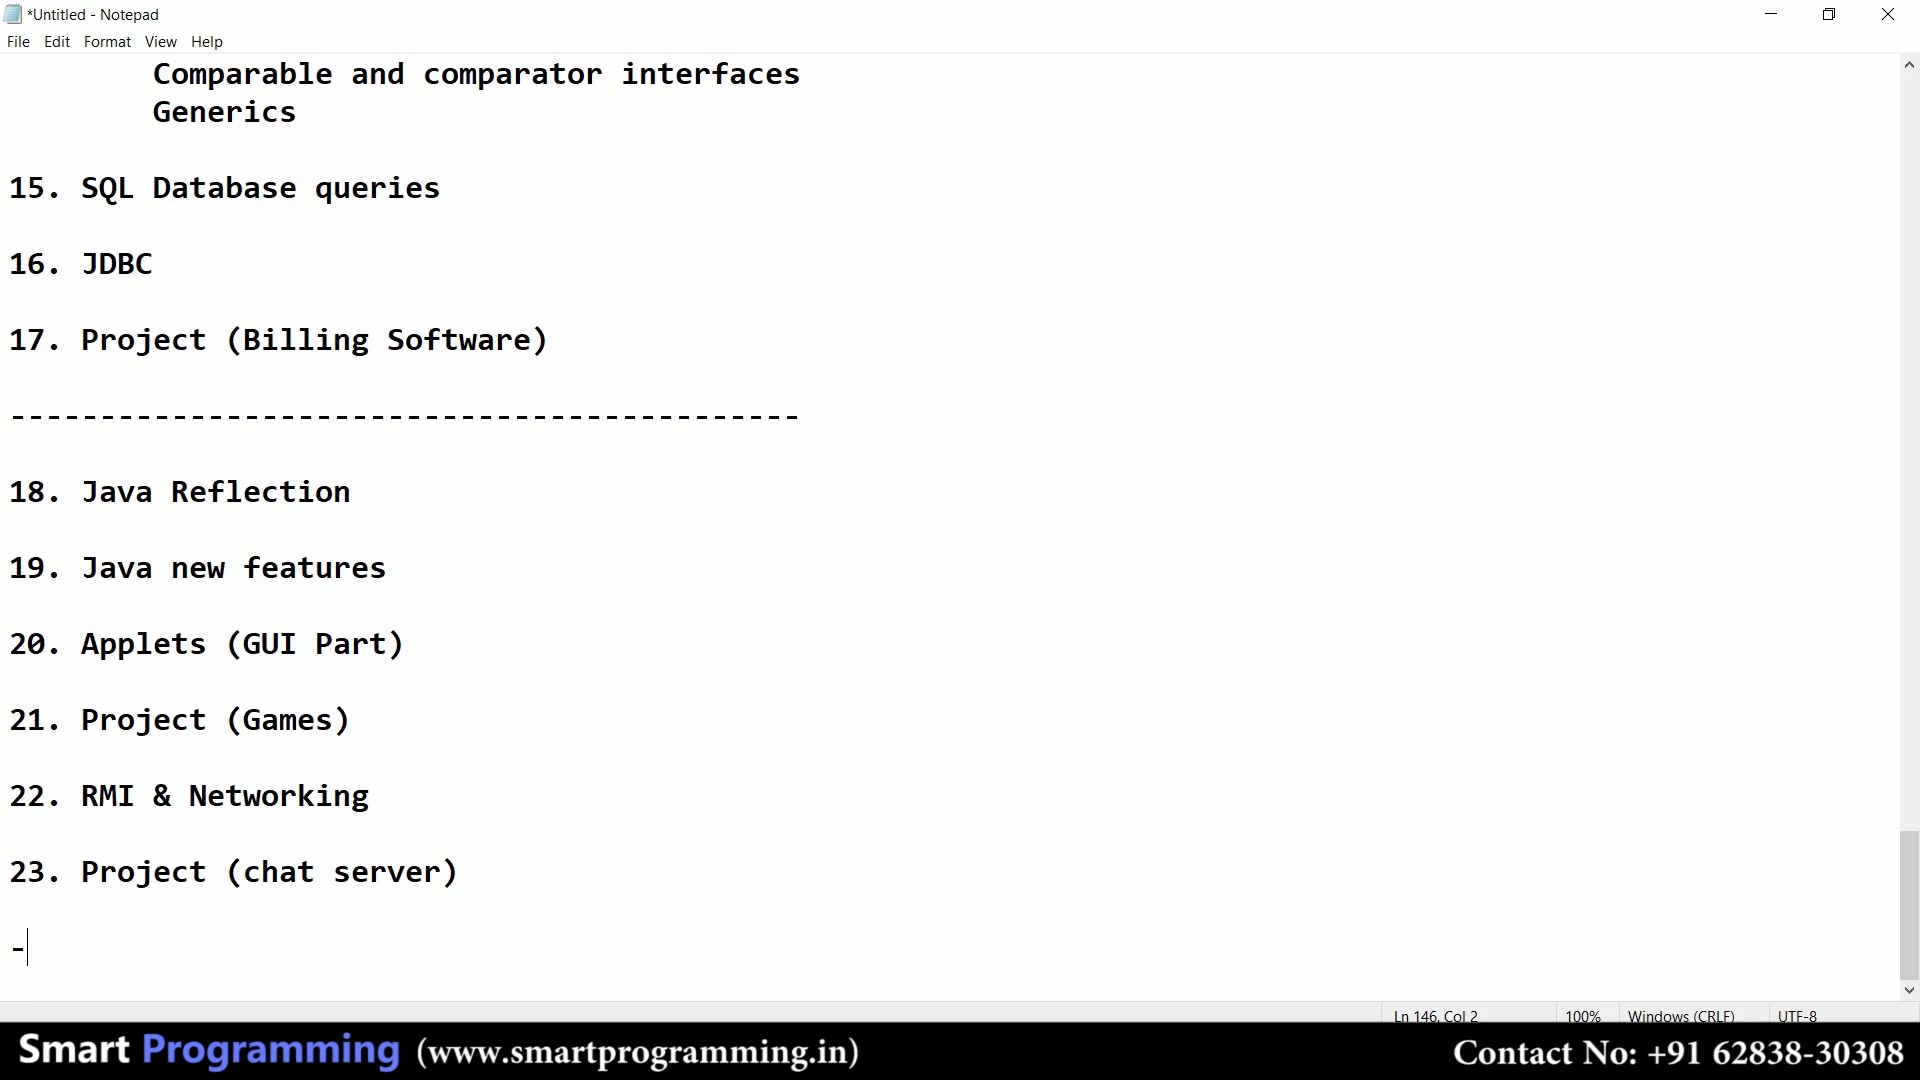 *Untitled - Notepad
File Edit Format View Help
Comparable and comparator interfaces
Generics
15. SQL Database queries
16. JDBC
17. Project (Billing Software)
--------------------------------------------
18. Java Reflection
19. Java new features
20. Applets (GUI Part)
21. Project (Games)
22. RMI & Networking
23. Project (chat server)
-
Ln 146, Col 2 100% Windows (CRLF) UTF-8
Smart Programming (www.smartprogramming.in) Contact No: +91 62838-30308